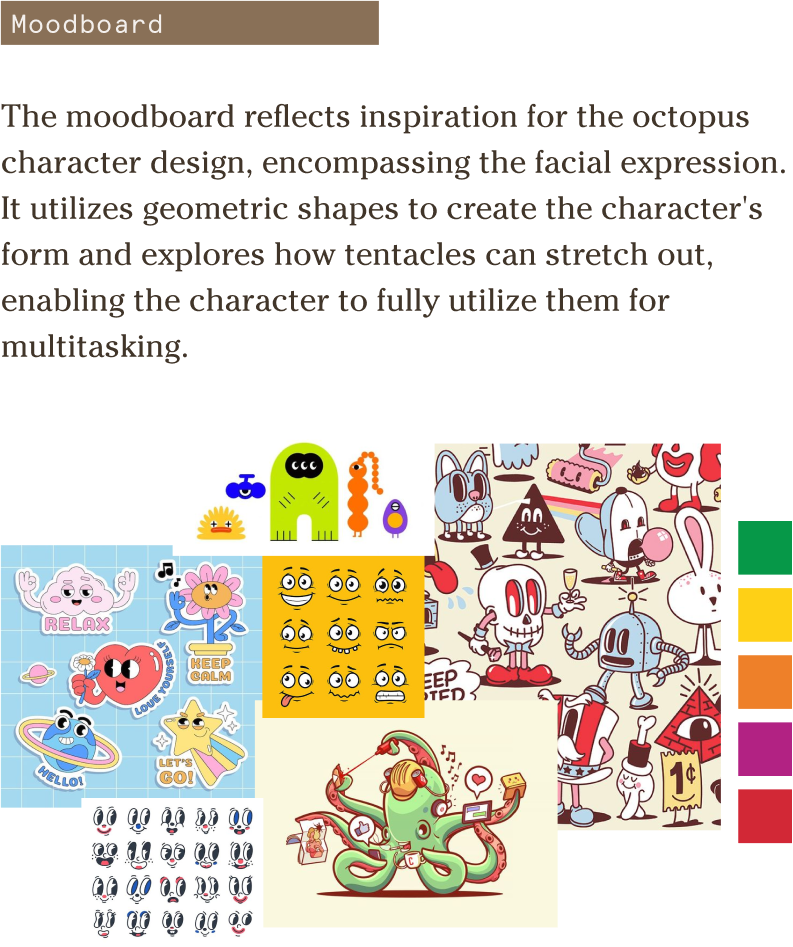 Moodboard
The moodboard reflects inspiration for the octopus
character design, encompassing the facial expression.
It utilizes geometric shapes to create the character's
form and explores how tentacles can stretch out,
enabling the character to fully utilize them for
multitasking.
RELAX
KEEP
CALM
LOVE YOURSELF
HELLO!
LET'S
GO!
1¢